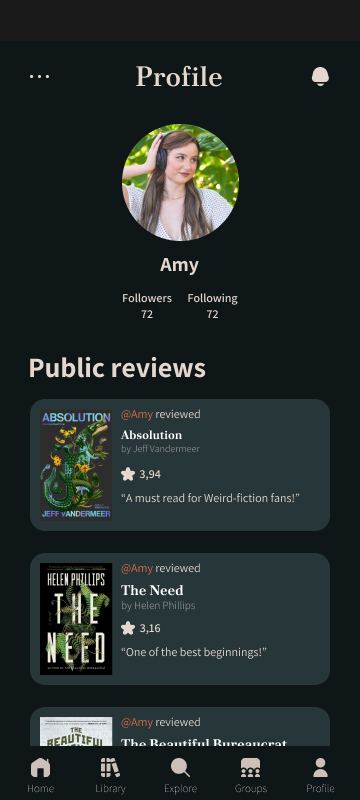 Profile
Amy
Followers Following
72 72
Public reviews
ABSOLUTION
JEFF VANDERMEER
@Amy reviewed
Absolution
by Jeff Vandermeer
3,94
“A must read for Weird-fiction fans!”
HELEN PHILLIPS
THE
NEED
@Amy reviewed
The Need
by Helen Phillips
3,16
“One of the best beginnings!”
THE
BEAUTIFUL
@Amy reviewed
The Beautiful Bureaucrat
Home Library Explore Groups Profile